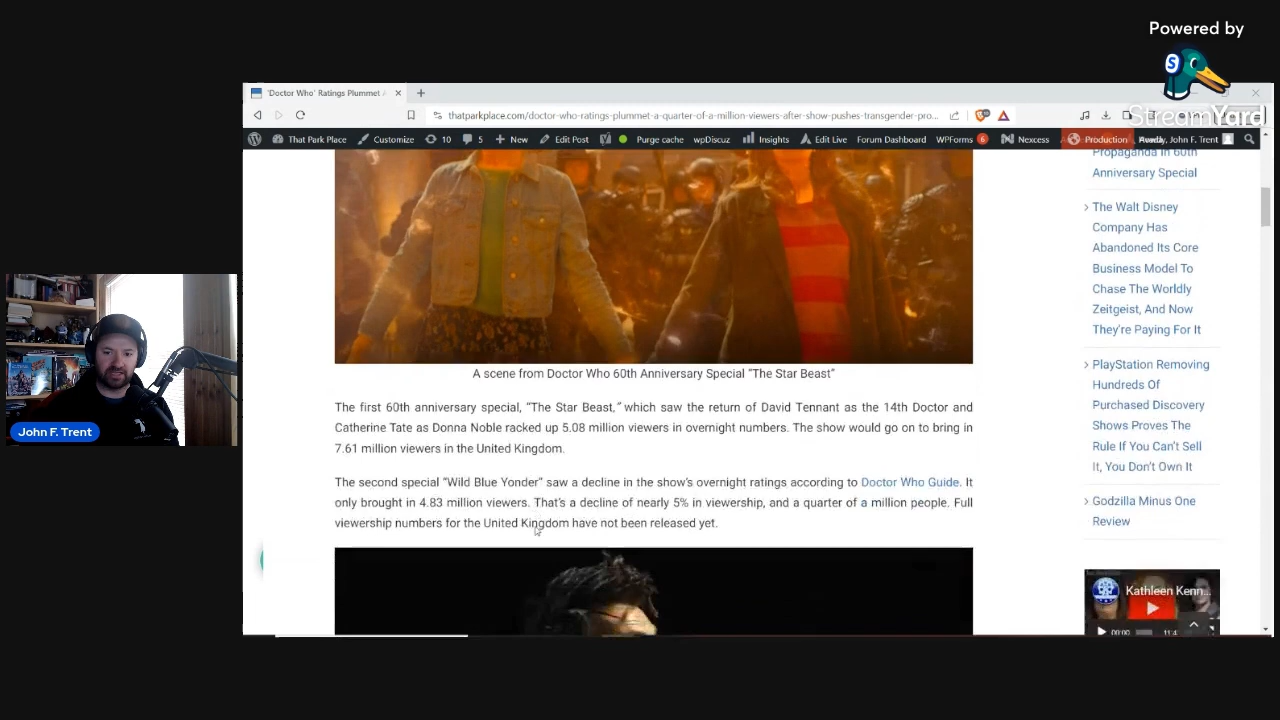 Powered by
StreamYard
'Doctor Who' Ratings Plummet A
thatparkplace.com/doctor-who-ratings-plummet-a-quarter-of-a-million-viewers-after-show-pushes-transgender-pro...
That Park Place Customize 10 5 New Edit Post Purge cache wpDiscuz Insights Edit Live Forum Dashboard WPForms 6 Nexcess Production John F. Trent
Propaganda In 60th
Anniversary Special
The Walt Disney
Company Has
Abandoned Its Core
Business Model To
Chase The Worldly
Zeitgeist, And Now
They're Paying For It
PlayStation Removing
Hundreds Of
Purchased Discovery
Shows Proves The
Rule If You Can't Sell
It, You Don't Own It
Godzilla Minus One
Review
Kathleen Kenn...
00:00
A scene from Doctor Who 60th Anniversary Special "The Star Beast"
The first 60th anniversary special, "The Star Beast," which saw the return of David Tennant as the 14th Doctor and
Catherine Tate as Donna Noble racked up 5.08 million viewers in overnight numbers. The show would go on to bring in
7.61 million viewers in the United Kingdom.
The second special "Wild Blue Yonder" saw a decline in the show's overnight ratings according to Doctor Who Guide. It
only brought in 4.83 million viewers. That's a decline of nearly 5% in viewership, and a quarter of a million people. Full
viewership numbers for the United Kingdom have not been released yet.
John F. Trent